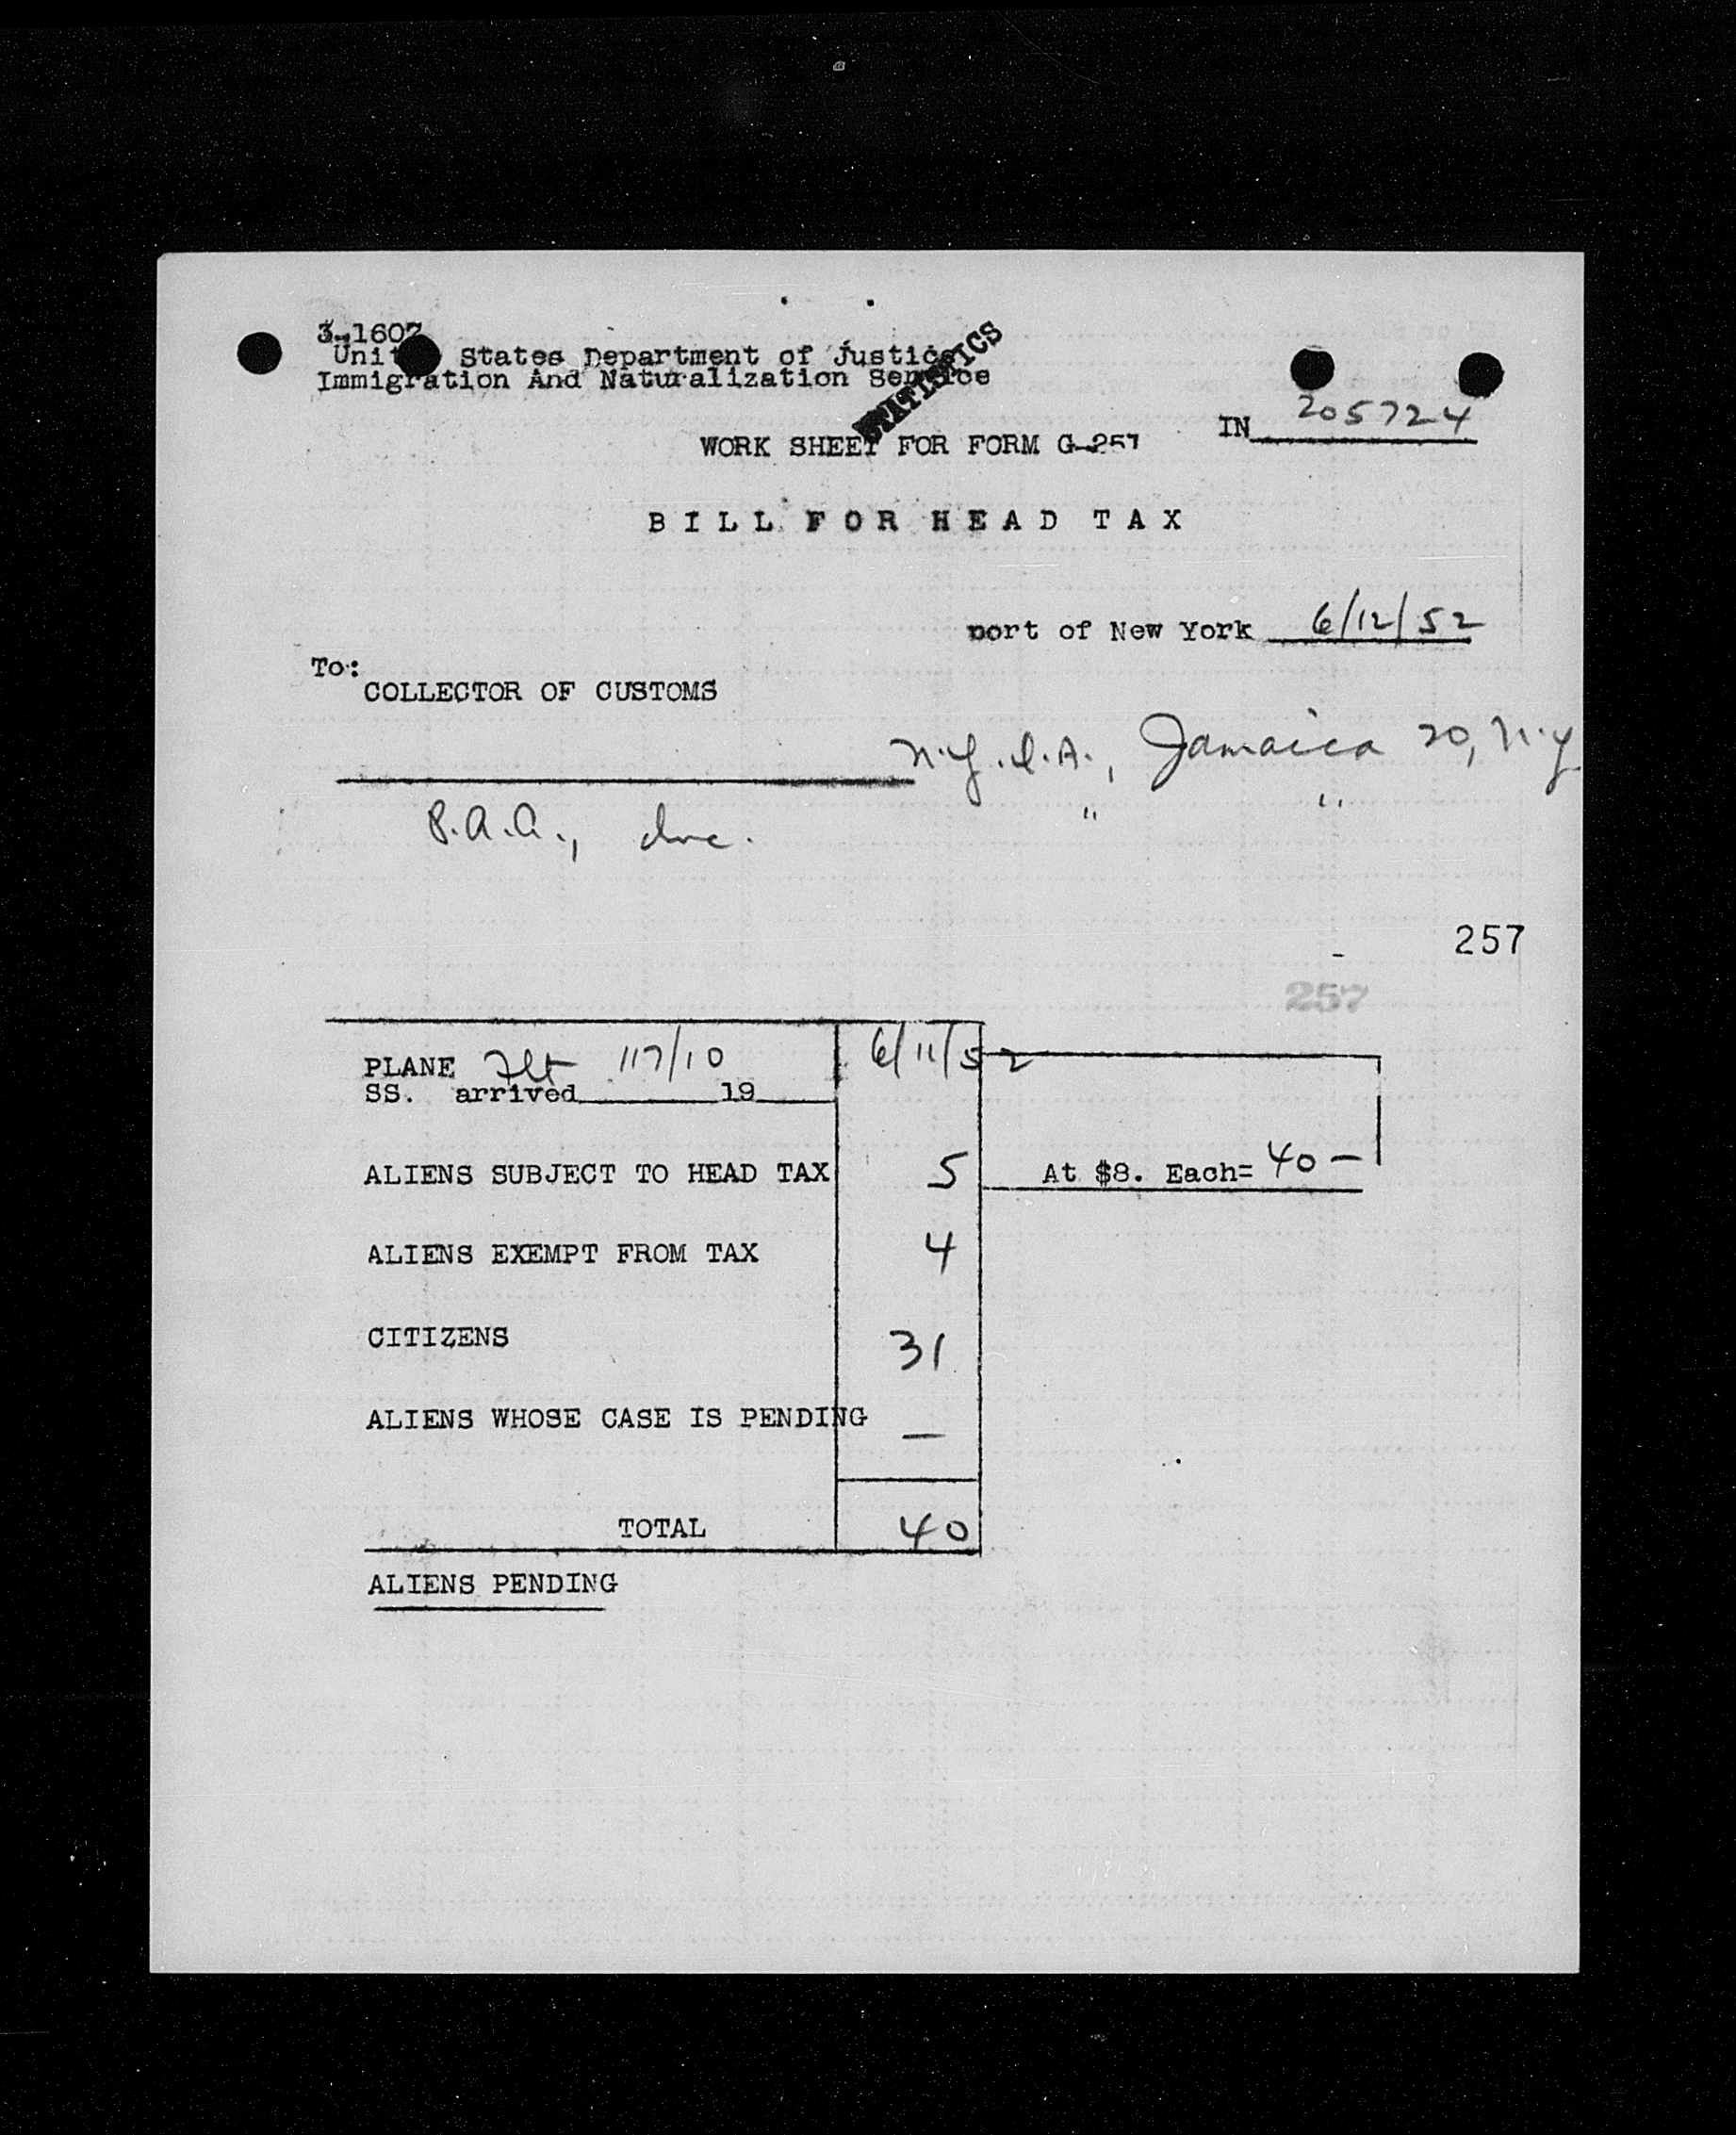 3-1607
United States Department of Justice
Immigration And Naturalization Service
STATISTICS
IN 205724
WORK SHEET FOR FORM G-257
BILL FOR HEAD TAX
port of New York 6/12/52
To:
COLLECTOR OF CUSTOMS
N.Y.I.A., Jamaica 20, N.Y
P.A.A., Inc. " "
257
257
PLANE Flt 117/10 6/11/52
SS. arrived 19
ALIENS SUBJECT TO HEAD TAX 5 At $8. Each= 40 —
ALIENS EXEMPT FROM TAX 4
CITIZENS 31
ALIENS WHOSE CASE IS PENDING —
TOTAL 40
ALIENS PENDING